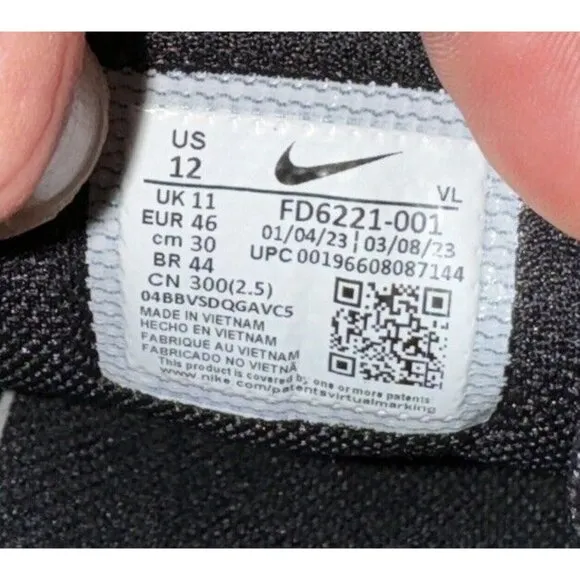 US
12
VL
UK 11
EUR 46
cm 30
BR 44
CN 300(2.5)
FD6221-001
01/04/23 | 03/08/23
UPC 00196608087144
04BBVSDQGAVC5
MADE IN VIETNAM
HECHO EN VIETNAM
FABRIQUE AU VIETNAM
FABRICADO NO VIETNÃ
This product is covered by one or more patents
www.nike.com/patentsvirtualmarking